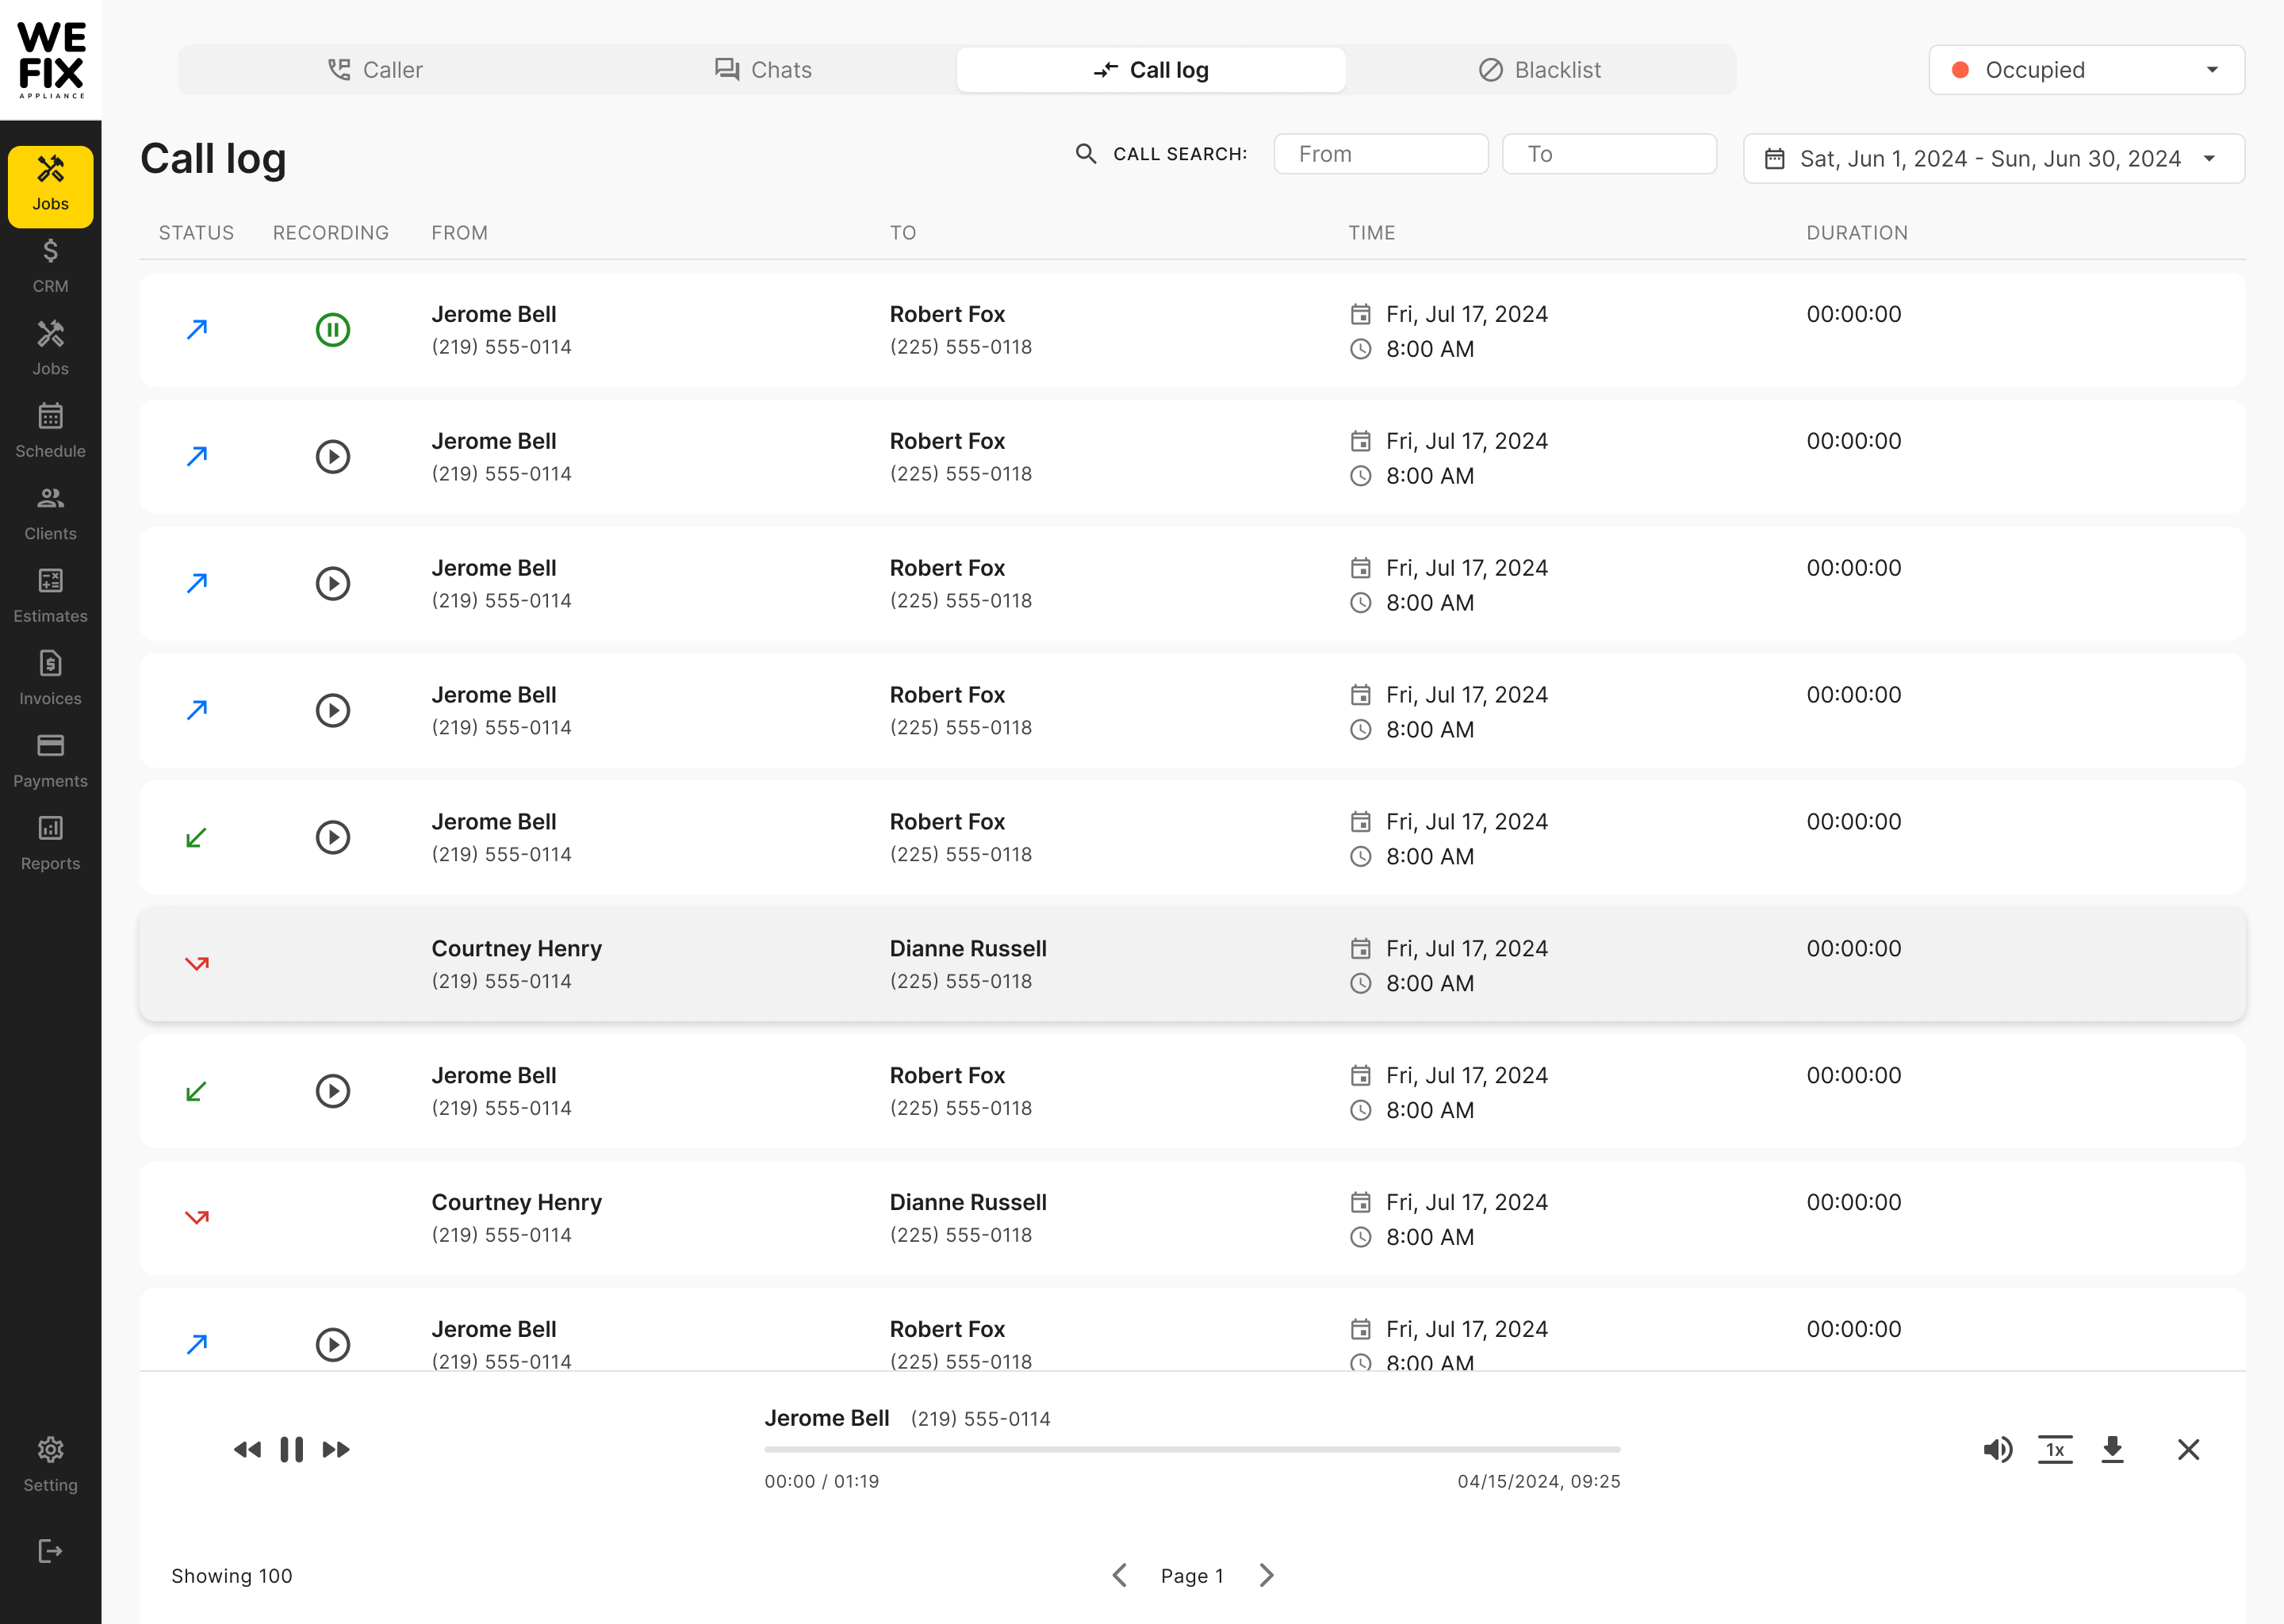 WE
FIX
APPLIANCE
Caller
Chats
Call log
Blacklist
Occupied
Call log
CALL SEARCH:
From
To
Sat, Jun 1, 2024 - Sun, Jun 30, 2024
Jobs
CRM
Jobs
Schedule
Clients
Estimates
Invoices
Payments
Reports
Setting
STATUS RECORDING FROM TO TIME DURATION
Jerome Bell Robert Fox Fri, Jul 17, 2024 00:00:00
(219) 555-0114 (225) 555-0118 8:00 AM
Jerome Bell Robert Fox Fri, Jul 17, 2024 00:00:00
(219) 555-0114 (225) 555-0118 8:00 AM
Jerome Bell Robert Fox Fri, Jul 17, 2024 00:00:00
(219) 555-0114 (225) 555-0118 8:00 AM
Jerome Bell Robert Fox Fri, Jul 17, 2024 00:00:00
(219) 555-0114 (225) 555-0118 8:00 AM
Jerome Bell Robert Fox Fri, Jul 17, 2024 00:00:00
(219) 555-0114 (225) 555-0118 8:00 AM
Courtney Henry Dianne Russell Fri, Jul 17, 2024 00:00:00
(219) 555-0114 (225) 555-0118 8:00 AM
Jerome Bell Robert Fox Fri, Jul 17, 2024 00:00:00
(219) 555-0114 (225) 555-0118 8:00 AM
Courtney Henry Dianne Russell Fri, Jul 17, 2024 00:00:00
(219) 555-0114 (225) 555-0118 8:00 AM
Jerome Bell Robert Fox Fri, Jul 17, 2024 00:00:00
(219) 555-0114 (225) 555-0118 8:00 AM
Jerome Bell (219) 555-0114
1x
00:00 / 01:19 04/15/2024, 09:25
Showing 100 Page 1